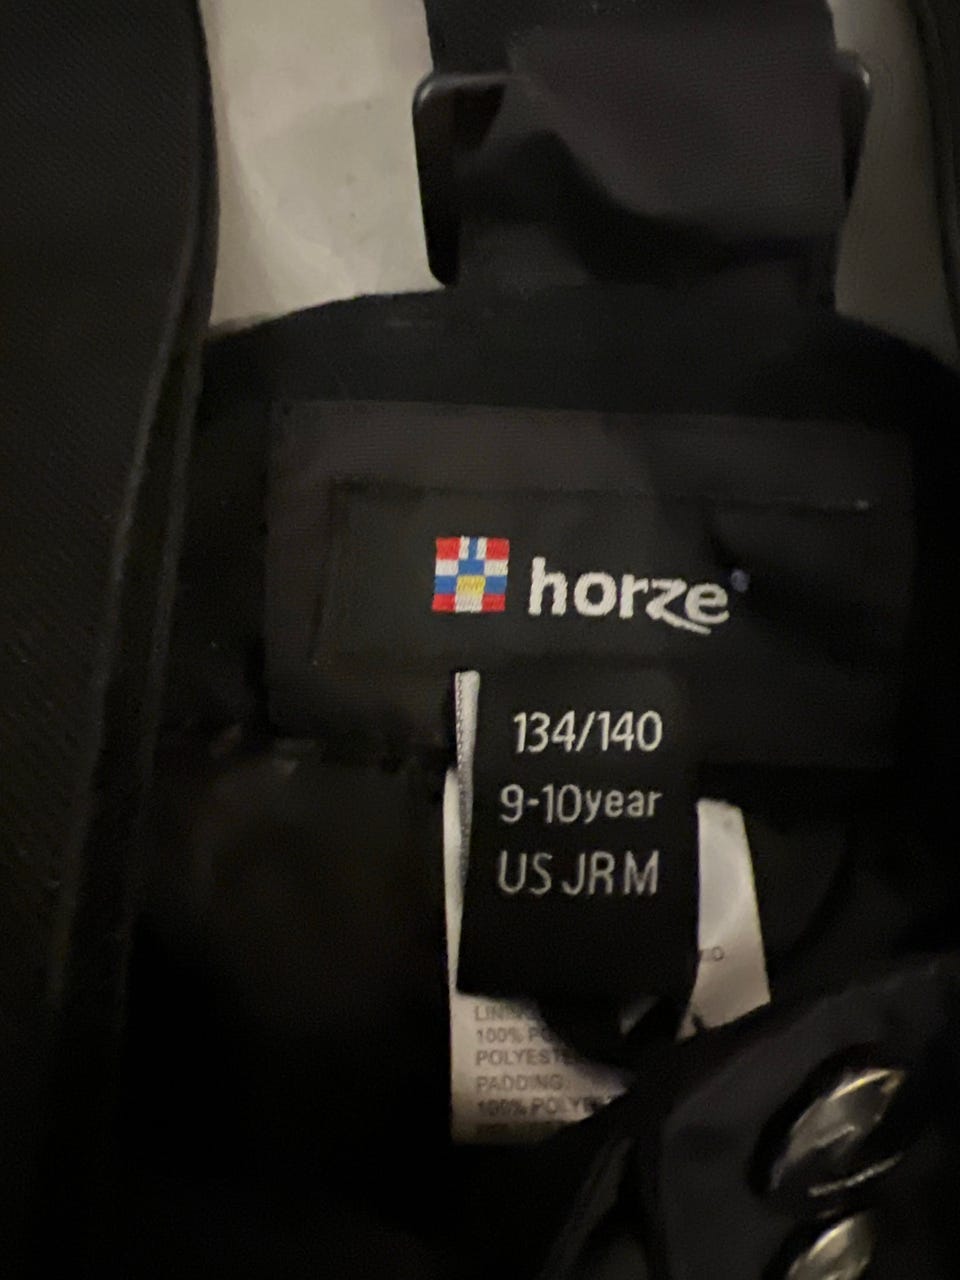 horze
134/140
9-10year
US JR M
LINING
100% PO
POLYESTE
PADDING:
100% POLYE